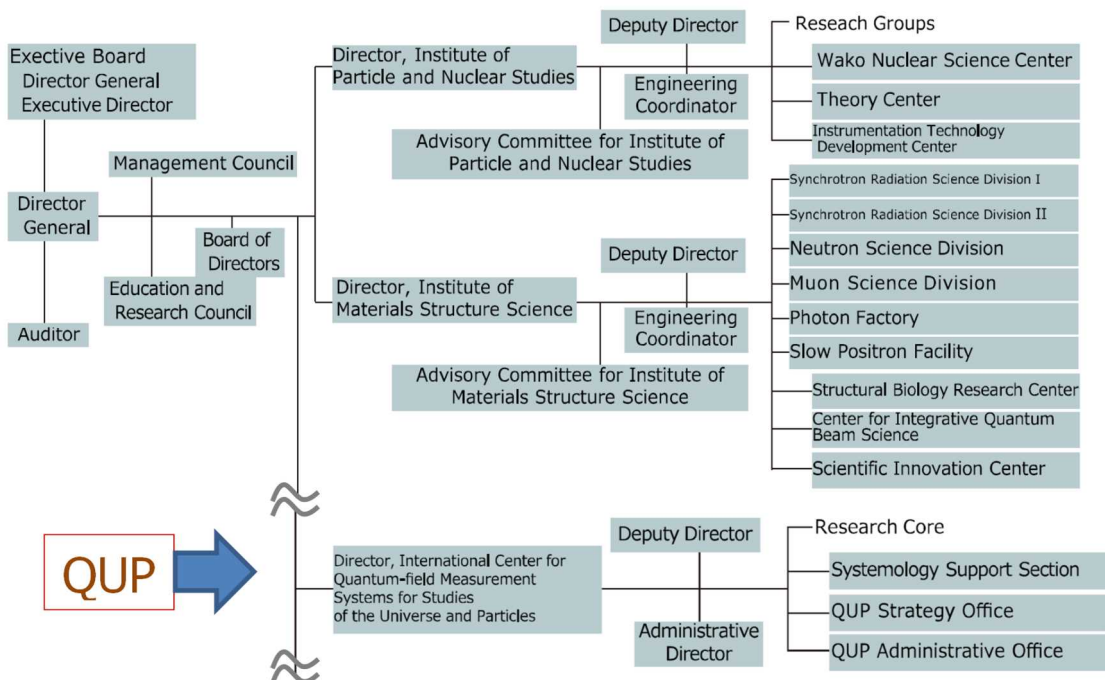 Exective Board
Director General
Executive Director
Management Council
Director
General
Board of
Directors
Education and
Research Council
Auditor
Director, Institute of
Particle and Nuclear Studies
Deputy Director
Engineering
Coordinator
Advisory Committee for Institute of
Particle and Nuclear Studies
Reseach Groups
Wako Nuclear Science Center
Theory Center
Instrumentation Technology
Development Center
Director, Institute of
Materials Structure Science
Deputy Director
Engineering
Coordinator
Advisory Committee for Institute of
Materials Structure Science
Synchrotron Radiation Science Division I
Synchrotron Radiation Science Division II
Neutron Science Division
Muon Science Division
Photon Factory
Slow Positron Facility
Structural Biology Research Center
Center for Integrative Quantum
Beam Science
Scientific Innovation Center
QUP
Director, International Center for
Quantum-field Measurement
Systems for Studies
of the Universe and Particles
Deputy Director
Administrative
Director
Research Core
Systemology Support Section
QUP Strategy Office
QUP Administrative Office